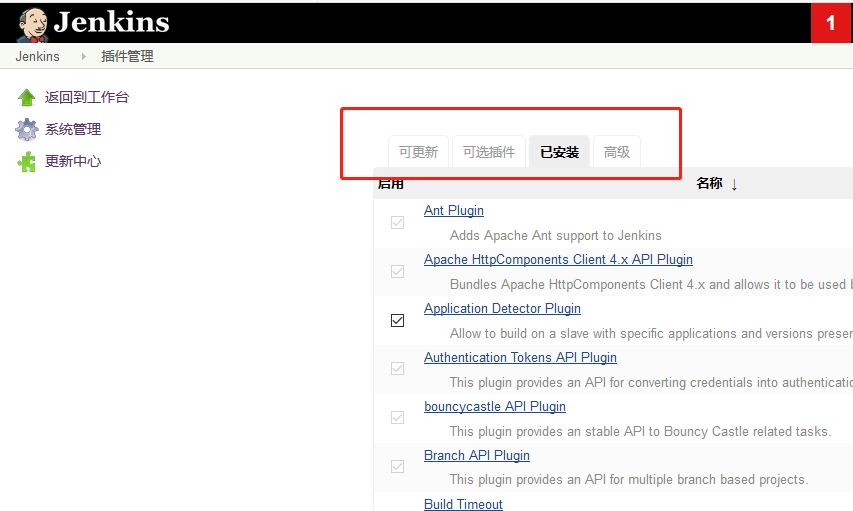 Jenkins 1
Jenkins 插件管理
返回到工作台
系统管理
更新中心
可更新 可选插件 已安装 高级
启用 名称 ↓
Ant Plugin
Adds Apache Ant support to Jenkins
Apache HttpComponents Client 4.x API Plugin
Bundles Apache HttpComponents Client 4.x and allows it to be used
Application Detector Plugin
Allow to build on a slave with specific applications and versions
Authentication Tokens API Plugin
This plugin provides an API for converting credentials into
bouncycastle API Plugin
This plugin provides an stable API to Bouncy Castle related tasks.
Branch API Plugin
This plugin provides an API for multiple branch based projects.
Build Timeout